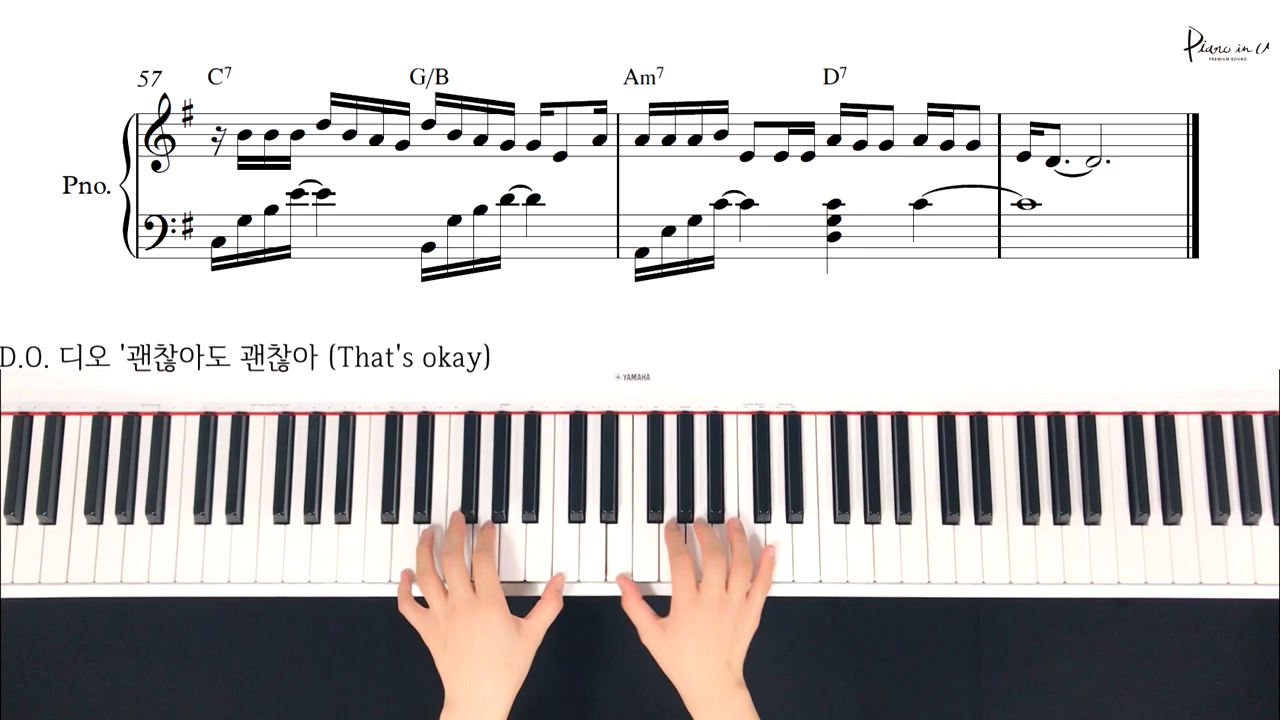 Piano in U
PREMIUM SOUND
57 C7 G/B Am7 D7
Pno.
D.O. 디오 '괜찮아도 괜찮아 (That's okay)
YAMAHA